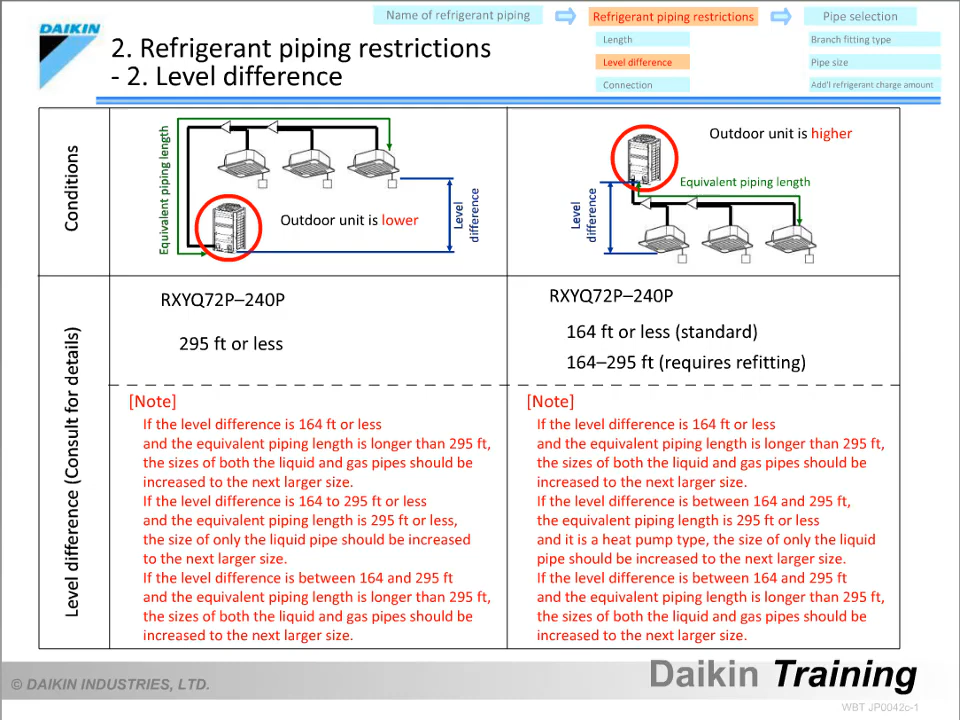 Name of refrigerant piping
Refrigerant piping restrictions
Pipe selection
DAIKIN
2. Refrigerant piping restrictions
- 2. Level difference
Length
Level difference
Connection
Branch fitting type
Pipe size
Add'l refrigerant charge amount
Conditions
Equivalent piping length
Outdoor unit is lower
Level
difference
Outdoor unit is higher
Equivalent piping length
Level
difference
Level difference (Consult for details)
RXYQ72P–240P
295 ft or less
RXYQ72P–240P
164 ft or less (standard)
164–295 ft (requires refitting)
[Note]
If the level difference is 164 ft or less
and the equivalent piping length is longer than 295 ft,
the sizes of both the liquid and gas pipes should be
increased to the next larger size.
If the level difference is 164 to 295 ft or less
and the equivalent piping length is 295 ft or less,
the size of only the liquid pipe should be increased
to the next larger size.
If the level difference is between 164 and 295 ft
and the equivalent piping length is longer than 295 ft,
the sizes of both the liquid and gas pipes should be
increased to the next larger size.
[Note]
If the level difference is 164 ft or less
and the equivalent piping length is longer than 295 ft,
the sizes of both the liquid and gas pipes should be
increased to the next larger size.
If the level difference is between 164 and 295 ft,
the equivalent piping length is 295 ft or less
and it is a heat pump type, the size of only the liquid
pipe should be increased to the next larger size.
If the level difference is between 164 and 295 ft
and the equivalent piping length is longer than 295 ft,
the sizes of both the liquid and gas pipes should be
increased to the next larger size.
© DAIKIN INDUSTRIES, LTD.
Daikin Training
WBT JP0042c-1